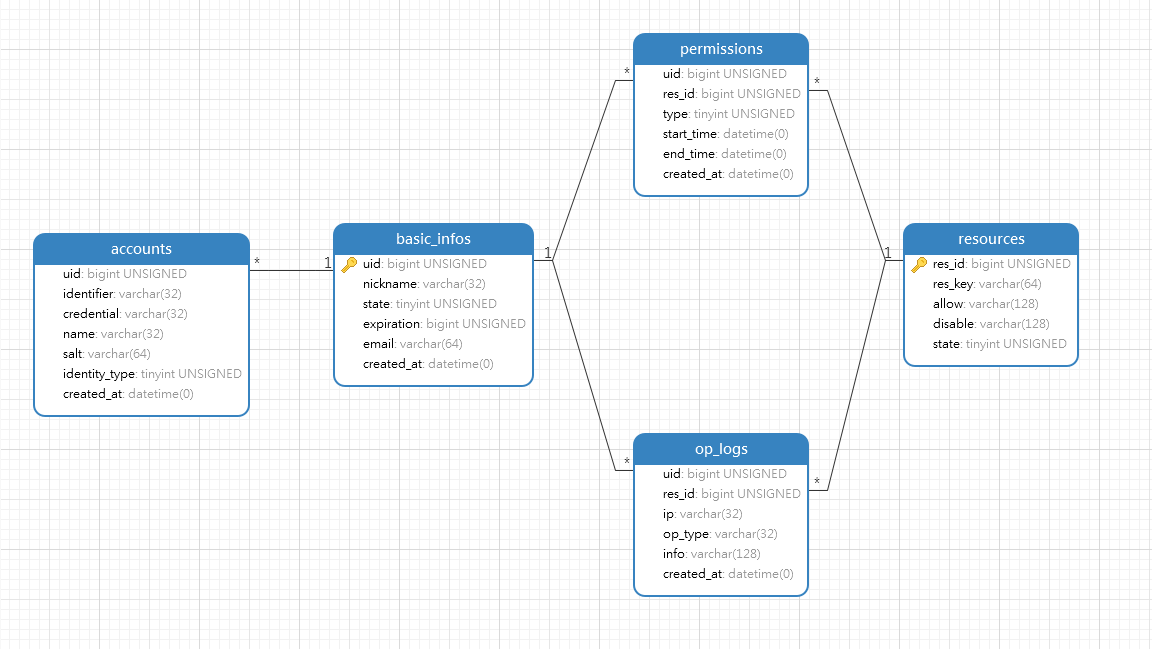 permissions
uid: bigint UNSIGNED
res_id: bigint UNSIGNED
type: tinyint UNSIGNED
start_time: datetime(0)
end_time: datetime(0)
created_at: datetime(0)
*
*
accounts
uid: bigint UNSIGNED
identifier: varchar(32)
credential: varchar(32)
name: varchar(32)
salt: varchar(64)
identity_type: tinyint UNSIGNED
created_at: datetime(0)
*
1
basic_infos
uid: bigint UNSIGNED
nickname: varchar(32)
state: tinyint UNSIGNED
expiration: bigint UNSIGNED
email: varchar(64)
created_at: datetime(0)
1
1
resources
res_id: bigint UNSIGNED
res_key: varchar(64)
allow: varchar(128)
disable: varchar(128)
state: tinyint UNSIGNED
*
*
op_logs
uid: bigint UNSIGNED
res_id: bigint UNSIGNED
ip: varchar(32)
op_type: varchar(32)
info: varchar(128)
created_at: datetime(0)